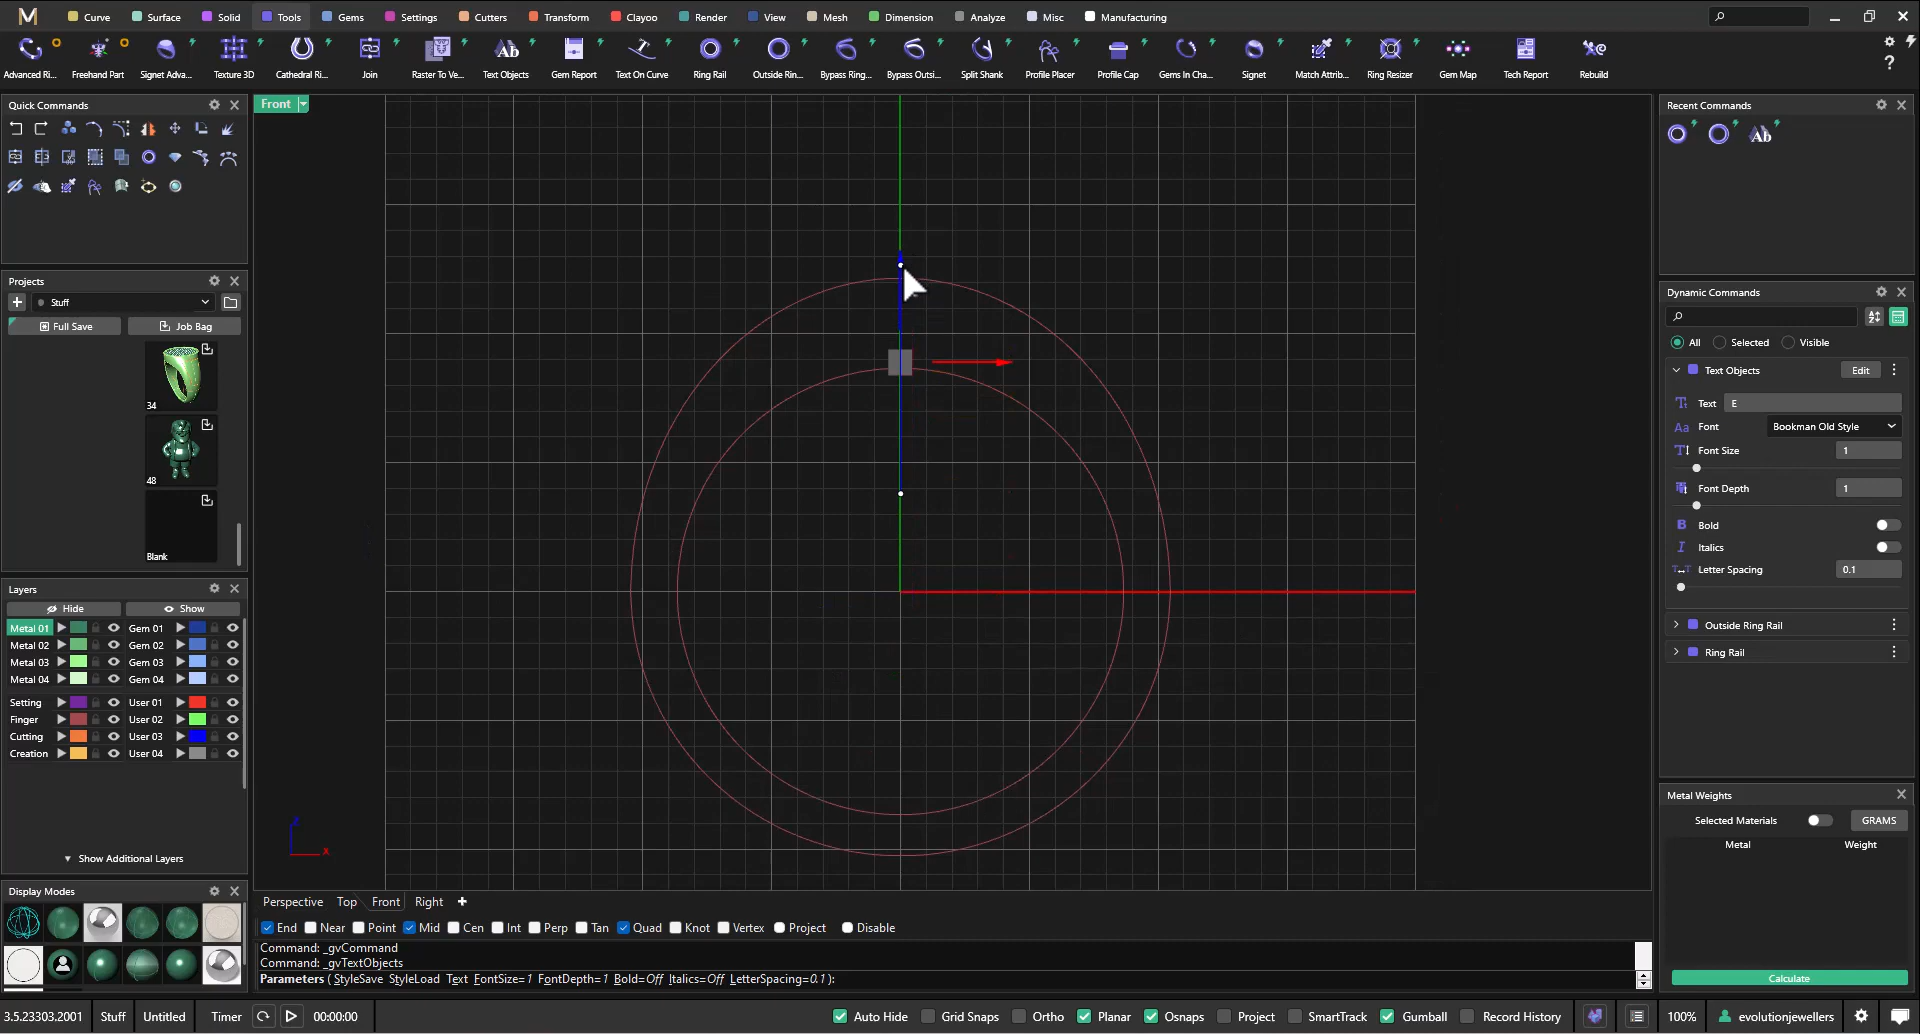 Curve Surface Solid Tools Gems Settings Cutters Transform Clayoo Render View Mesh Dimension Analyze Misc Manufacturing
Advanced Ri... Freehand Part Signet Adva... Texture 3D Cathedral Ri... Join Raster To Ve... Text Objects Gem Report Text On Curve Ring Rail Outside Rin... Bypass Ring... Bypass Outsi... Split Shank Profile Placer Profile Cap Gems In Cha... Signet Match Attrib... Ring Resizer Gem Map Tech Report Rebuild
Quick Commands
Front
Recent Commands
Projects
Stuff
Full Save Job Bag
34
48
Blank
Dynamic Commands
All Selected Visible
Text Objects Edit
Text E
Font Bookman Old Style
Font Size 1
Font Depth 1
Bold
Italics
Letter Spacing 0.1
Outside Ring Rail
Ring Rail
Layers
Hide Show
Metal 01 Gem 01
Metal 02 Gem 02
Metal 03 Gem 03
Metal 04 Gem 04
Setting User 01
Finger User 02
Cutting User 03
Creation User 04
Show Additional Layers
z
x
Metal Weights
Selected Materials GRAMS
Metal Weight
Calculate
Display Modes
Perspective Top Front Right
End Near Point Mid Cen Int Perp Tan Quad Knot Vertex Project Disable
Command: _gvCommand
Command: _gvTextObjects
Parameters ( StyleSave StyleLoad Text FontSize=1 FontDepth=1 Bold=Off Italics=Off LetterSpacing=0.1 ):
3.5.23303.2001 Stuff Untitled Timer 00:00:00 Auto Hide Grid Snaps Ortho Planar Osnaps Project SmartTrack Gumball Record History 100% evolutionjewellers